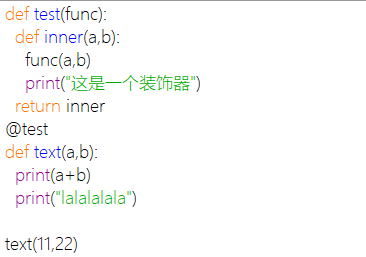 def test(func):
  def inner(a,b):
    func(a,b)
    print("这是一个装饰器")
  return inner
@test
def text(a,b):
  print(a+b)
  print("lalalalala")

text(11,22)